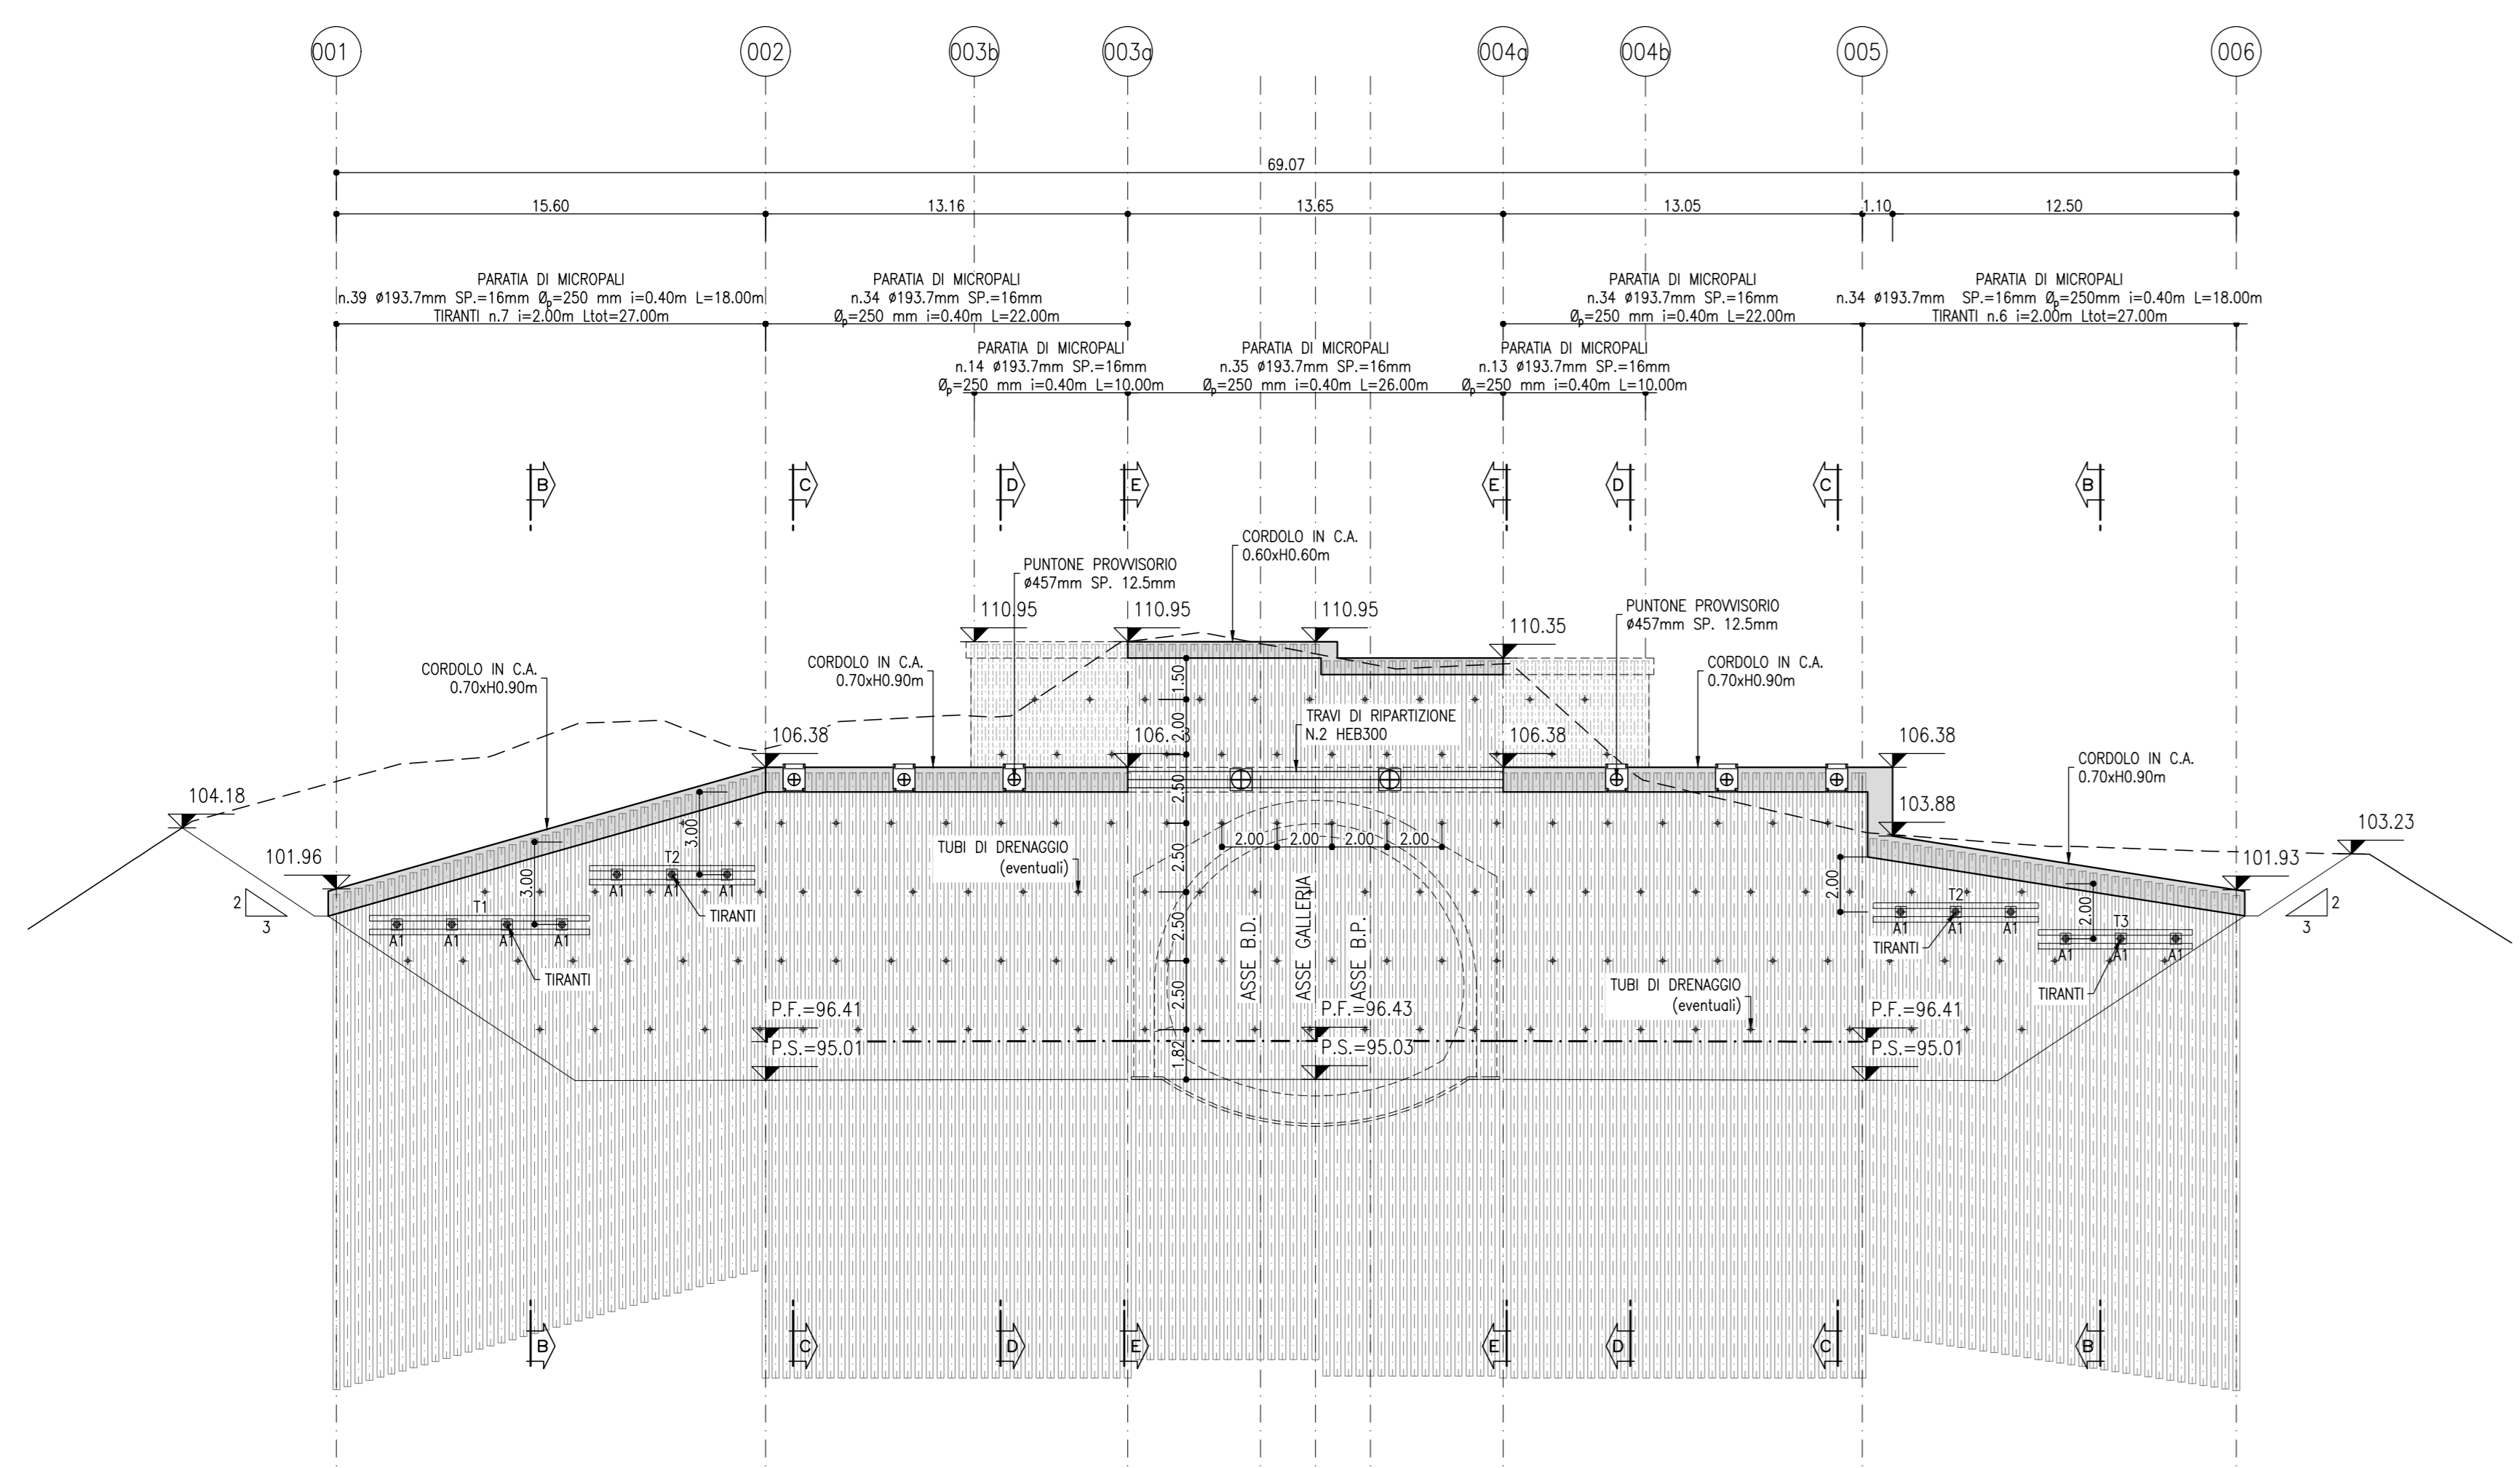 001
002
003b
003a
004a
004b
005
006
69.07
15.60
13.16
13.65
13.05
1.10
12.50
PARATIA DI MICROPALI
n.39 ø193.7mm SP.=16mm Øp=250 mm i=0.40m L=18.00m
TIRANTI n.7 i=2.00m Ltot=27.00m
PARATIA DI MICROPALI
n.34 ø193.7mm SP.=16mm
Øp=250 mm i=0.40m L=22.00m
PARATIA DI MICROPALI
n.34 ø193.7mm SP.=16mm
Øp=250 mm i=0.40m L=22.00m
PARATIA DI MICROPALI
n.34 ø193.7mm SP.=16mm Øp=250mm i=0.40m L=18.00m
TIRANTI n.6 i=2.00m Ltot=27.00m
PARATIA DI MICROPALI
n.14 ø193.7mm SP.=16mm
Øp=250 mm i=0.40m L=10.00m
PARATIA DI MICROPALI
n.35 ø193.7mm SP.=16mm
Øp=250 mm i=0.40m L=26.00m
PARATIA DI MICROPALI
n.13 ø193.7mm SP.=16mm
Øp=250 mm i=0.40m L=10.00m
B
C
D
E
E
D
C
B
CORDOLO IN C.A.
0.60xH0.60m
PUNTONE PROVVISORIO
ø457mm SP. 12.5mm
PUNTONE PROVVISORIO
ø457mm SP. 12.5mm
110.95
110.95
110.95
110.35
CORDOLO IN C.A.
0.70xH0.90m
CORDOLO IN C.A.
0.70xH0.90m
CORDOLO IN C.A.
0.70xH0.90m
CORDOLO IN C.A.
0.70xH0.90m
TRAVI DI RIPARTIZIONE
N.2 HEB300
106.38
106.38
106.38
104.18
101.96
103.88
103.23
101.93
1.50
2.00
2.50
2.50
2.50
2.50
1.82
2.00
2.00
2.00
2.00
3.00
3.00
2.00
2.00
TUBI DI DRENAGGIO
(eventuali)
TUBI DI DRENAGGIO
(eventuali)
T1
A1
A1
A1
A1
TIRANTI
T2
A1
A1
A1
TIRANTI
T2
A1
A1
A1
TIRANTI
T3
A1
A1
A1
TIRANTI
2
3
2
3
ASSE B.D.
ASSE GALLERIA
ASSE B.P.
P.F.=96.41
P.S.=95.01
P.F.=96.43
P.S.=95.03
P.F.=96.41
P.S.=95.01
B
C
D
E
E
D
C
B